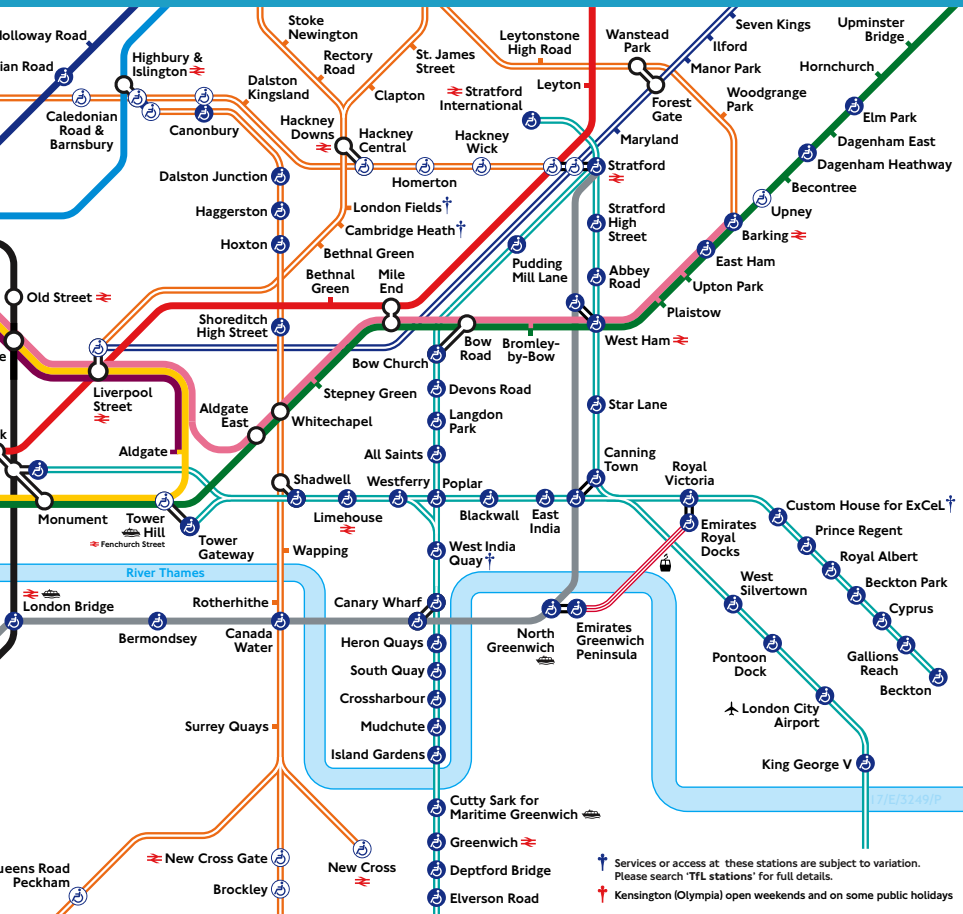 Holloway Road
Highbury &
Islington
Caledonian Road
Caledonian
Road &
Barnsbury
Canonbury
Stoke
Newington
Rectory
Road
St. James
Street
Clapton
Dalston
Kingsland
Hackney
Downs
Hackney
Central
Homerton
Hackney
Wick
Leytonstone
High Road
Leyton
Wanstead
Park
Forest
Gate
Seven Kings
Ilford
Manor Park
Woodgrange
Park
Maryland
Stratford
International
Stratford
Stratford
High
Street
Abbey
Road
Pudding
Mill Lane
Upminster
Bridge
Hornchurch
Elm Park
Dagenham East
Dagenham Heathway
Becontree
Upney
Barking
East Ham
Upton Park
Plaistow
West Ham
Bromley-
by-Bow
Bow
Road
Bow Church
Mile
End
Bethnal
Green
Dalston Junction
Haggerston
Hoxton
Shoreditch
High Street
London Fields†
Cambridge Heath†
Bethnal Green
Old Street
Liverpool
Street
Aldgate
East
Aldgate
Whitechapel
Stepney Green
Devons Road
Langdon
Park
All Saints
Star Lane
Canning
Town
Royal
Victoria
Monument
Tower
Hill
Fenchurch Street
Tower
Gateway
Shadwell
Limehouse
Westferry
Poplar
Blackwall
East
India
Custom House for ExCeL†
Prince Regent
Royal Albert
Beckton Park
Cyprus
Gallions
Reach
Beckton
Emirates
Royal
Docks
West
Silvertown
Pontoon
Dock
London City
Airport
King George V
Wapping
River Thames
Rotherhithe
London Bridge
Bermondsey
Canada
Water
West India
Quay†
Canary Wharf
Heron Quays
South Quay
Crossharbour
Mudchute
Island Gardens
North
Greenwich
Emirates
Greenwich
Peninsula
Surrey Quays
Cutty Sark for
Maritime Greenwich
Greenwich
Deptford Bridge
Elverson Road
New Cross Gate
Brockley
New Cross
Queens Road
Peckham
17/E/3249/P
† Services or access at these stations are subject to variation.
Please search 'TfL stations' for full details.
† Kensington (Olympia) open weekends and on some public holidays